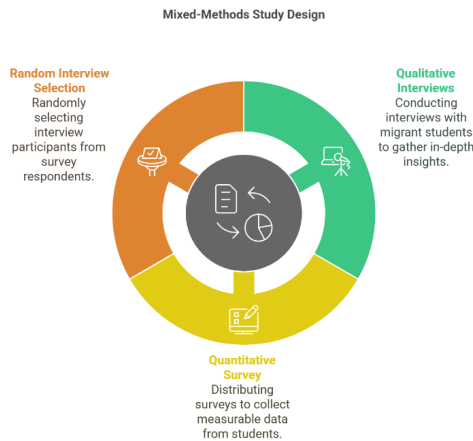 Mixed-Methods Study Design
Random Interview
Selection
Randomly
selecting
interview
participants from
survey
respondents.
Qualitative
Interviews
Conducting
interviews with
migrant students
to gather in-depth
insights.
Quantitative
Survey
Distributing
surveys to collect
measurable data
from students.